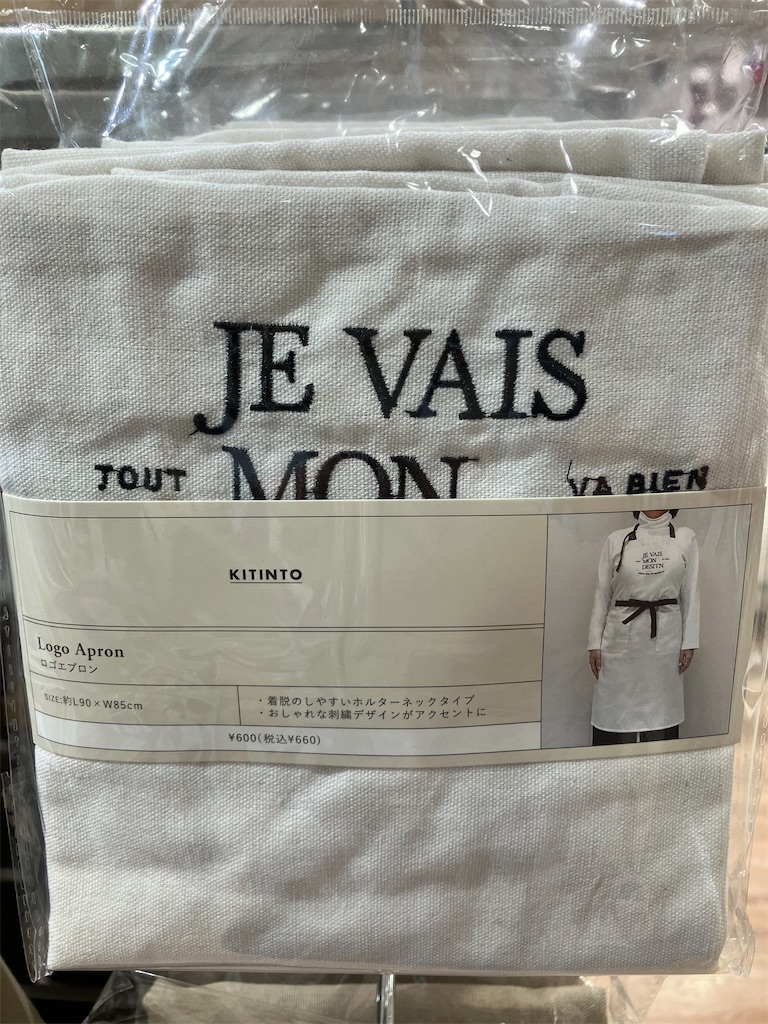 JE VAIS
TOUT MON VA BIEN
KITINTO
Logo Apron
ロゴエプロン
SIZE:約L90×W85cm
・着脱のしやすいホルターネックタイプ
・おしゃれな刺繍デザインがアクセントに
¥600(税込¥660)
JE VAIS
MON